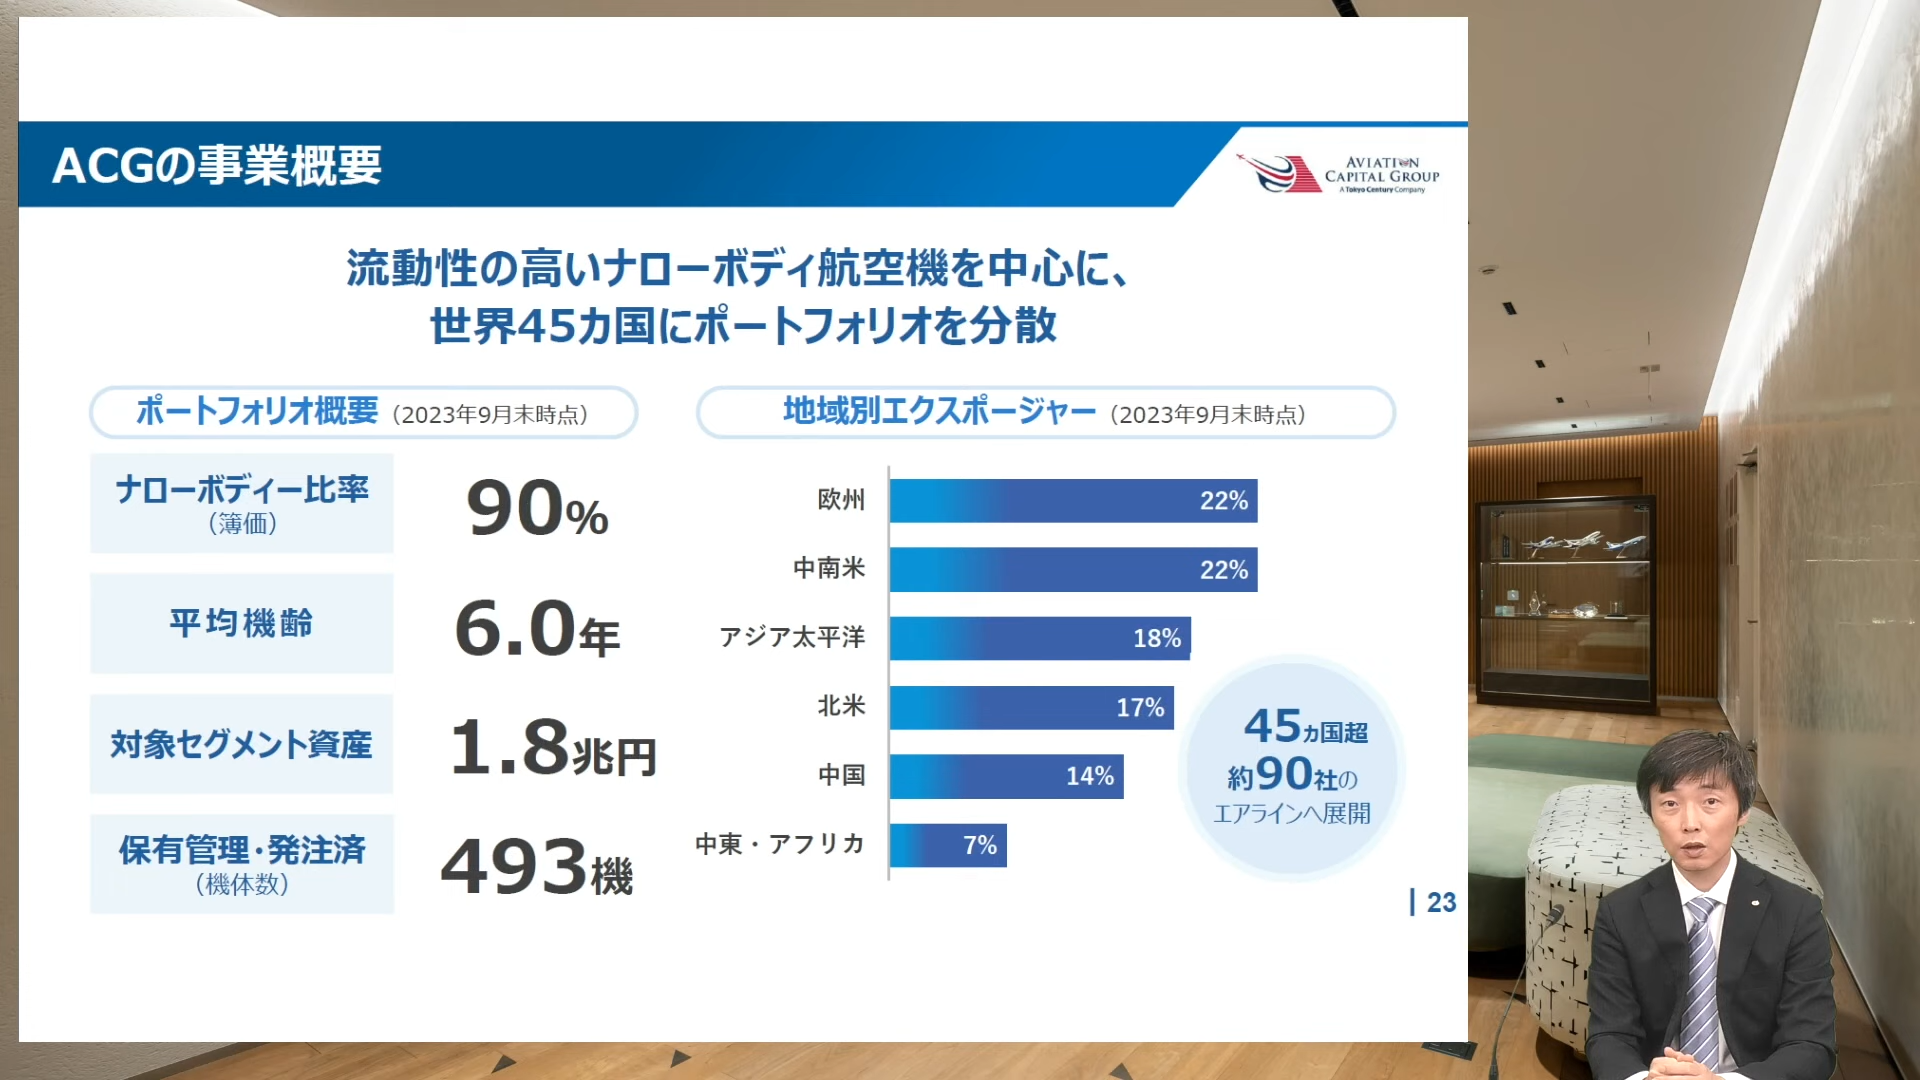 ACGの事業概要
AVIATION
CAPITAL GROUP
A Tokyo Century Company
流動性の高いナローボディ航空機を中心に、
世界45カ国にポートフォリオを分散
ポートフォリオ概要（2023年9月末時点）
ナローボディー比率
（簿価）
90%
平均機齢
6.0年
対象セグメント資産
1.8兆円
保有管理・発注済
（機体数）
493機
地域別エクスポージャー（2023年9月末時点）
欧州 22%
中南米 22%
アジア太平洋 18%
北米 17%
中国 14%
中東・アフリカ 7%
45ヵ国超
約90社の
エアラインへ展開
23